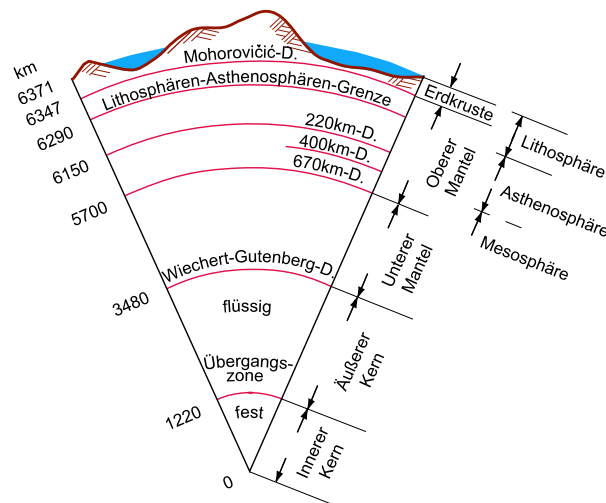 km
6371
6347
6290
6150
5700
3480
1220
0
Mohorovičić-D.
Lithosphären-Asthenosphären-Grenze
220km-D.
400km-D.
670km-D.
Wiechert-Gutenberg-D.
flüssig
Übergangs-
zone
fest
Erdkruste
Oberer
Mantel
Unterer
Mantel
Äußerer
Kern
Innerer
Kern
Lithosphäre
Asthenosphäre
Mesosphäre